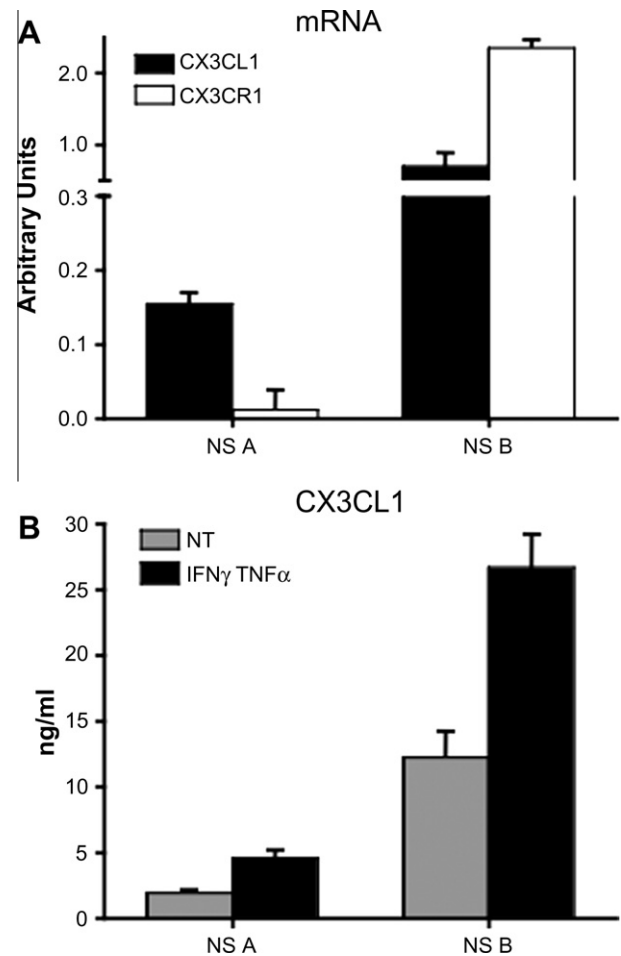 A
mRNA
CX3CL1
CX3CR1
Arbitrary Units
2.0
1.0
0.3
0.2
0.1
0.0
NS A
NS B
B
CX3CL1
NT
IFNγ TNFα
ng/ml
30
25
20
15
10
5
0
NS A
NS B